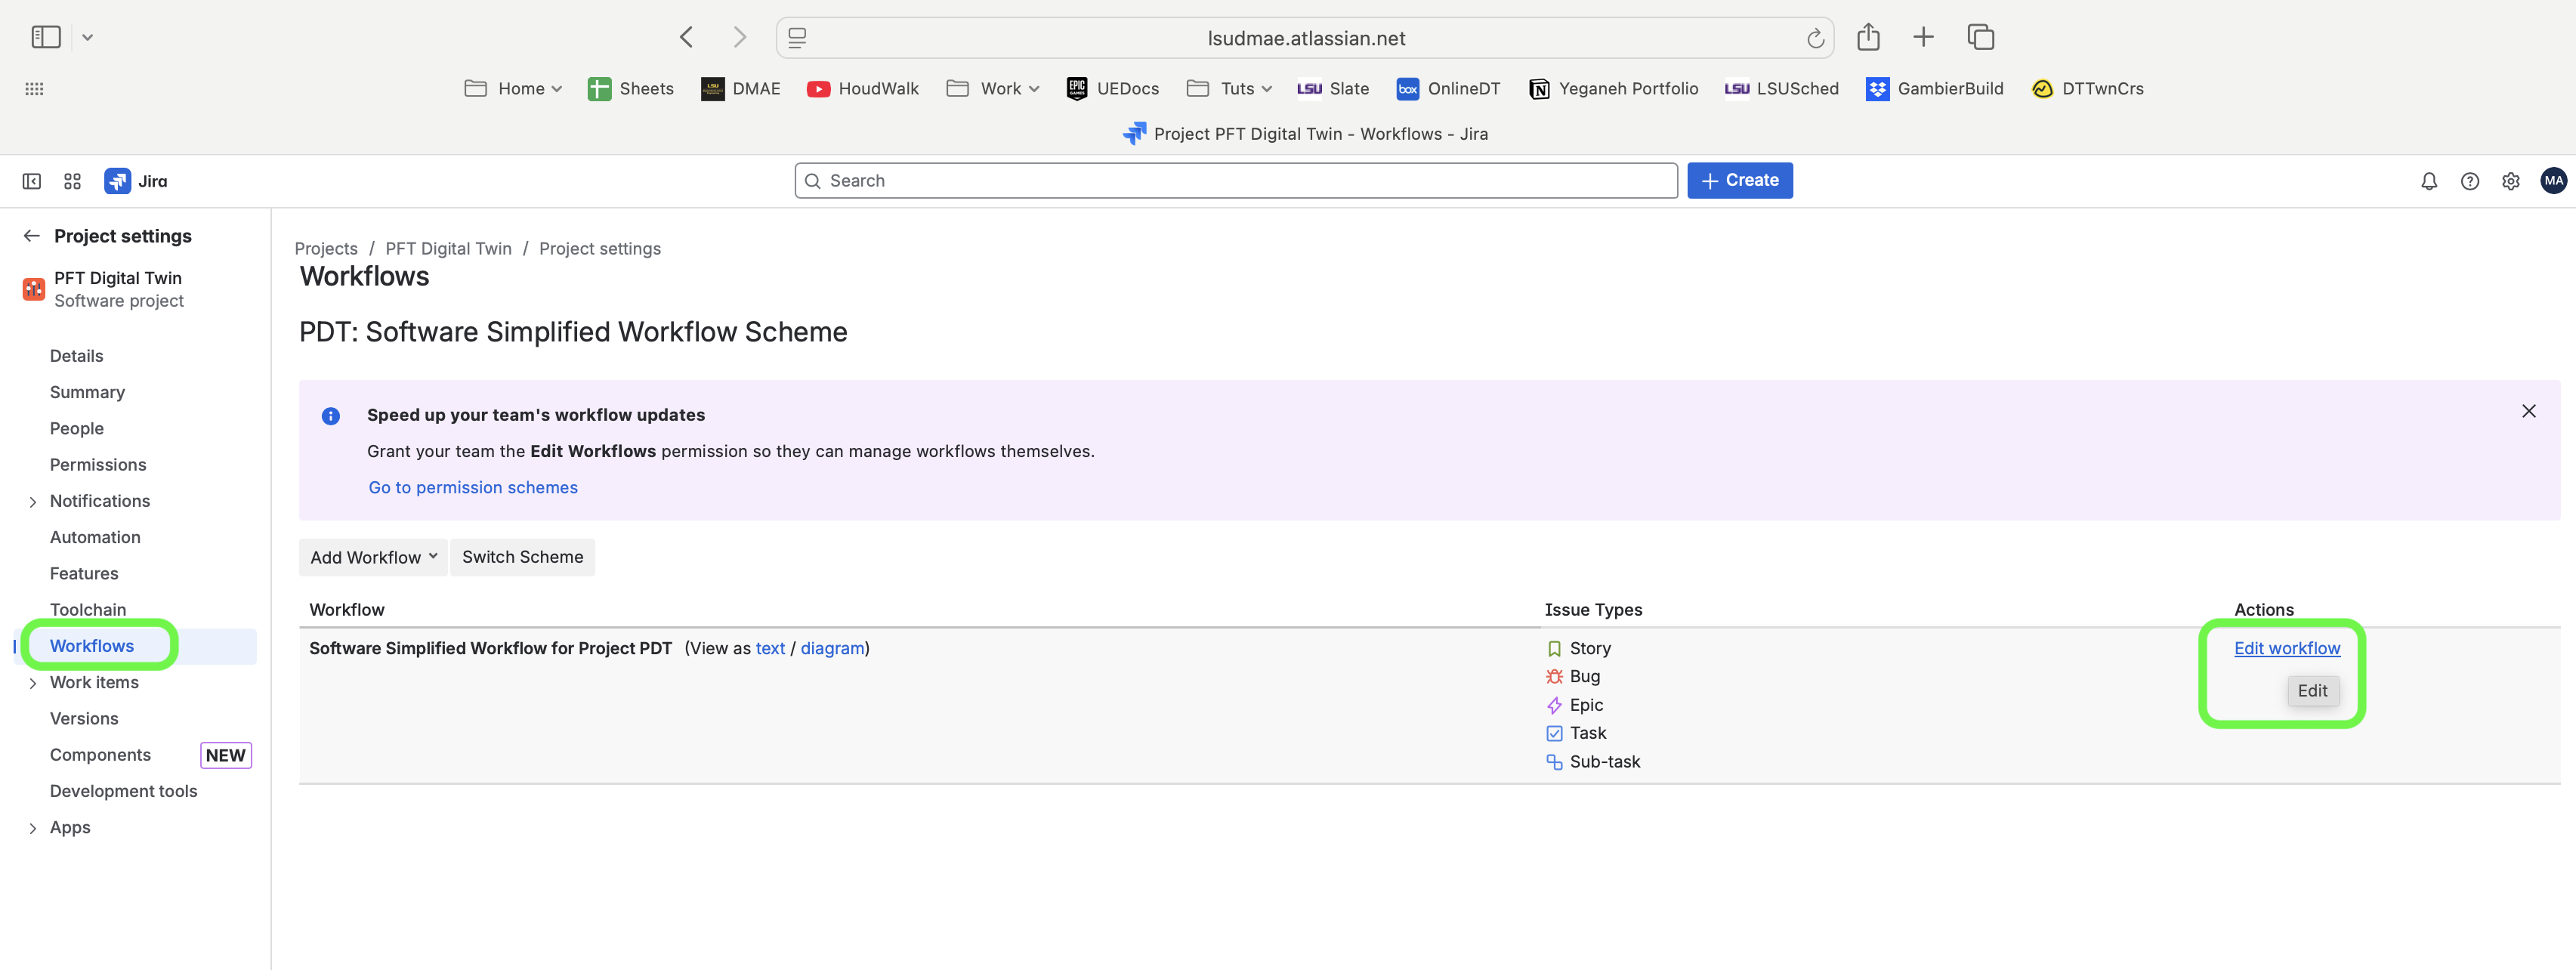 lsudmae.atlassian.net
Home Sheets DMAE HoudWalk Work EPIC GAMES UEDocs Tuts LSU Slate box OnlineDT Yeganeh Portfolio LSU LSUSched GambierBuild DTTwnCrs
Project PFT Digital Twin - Workflows - Jira
Jira Search + Create MA
Project settings
PFT Digital Twin
Software project
Details
Summary
People
Permissions
Notifications
Automation
Features
Toolchain
Workflows
Work items
Versions
Components NEW
Development tools
Apps
Projects / PFT Digital Twin / Project settings
Workflows
PDT: Software Simplified Workflow Scheme
Speed up your team's workflow updates
Grant your team the Edit Workflows permission so they can manage workflows themselves.
Go to permission schemes
Add Workflow Switch Scheme
Workflow Issue Types Actions
Software Simplified Workflow for Project PDT (View as text / diagram) Story Edit workflow
Bug
Edit
Epic
Task
Sub-task